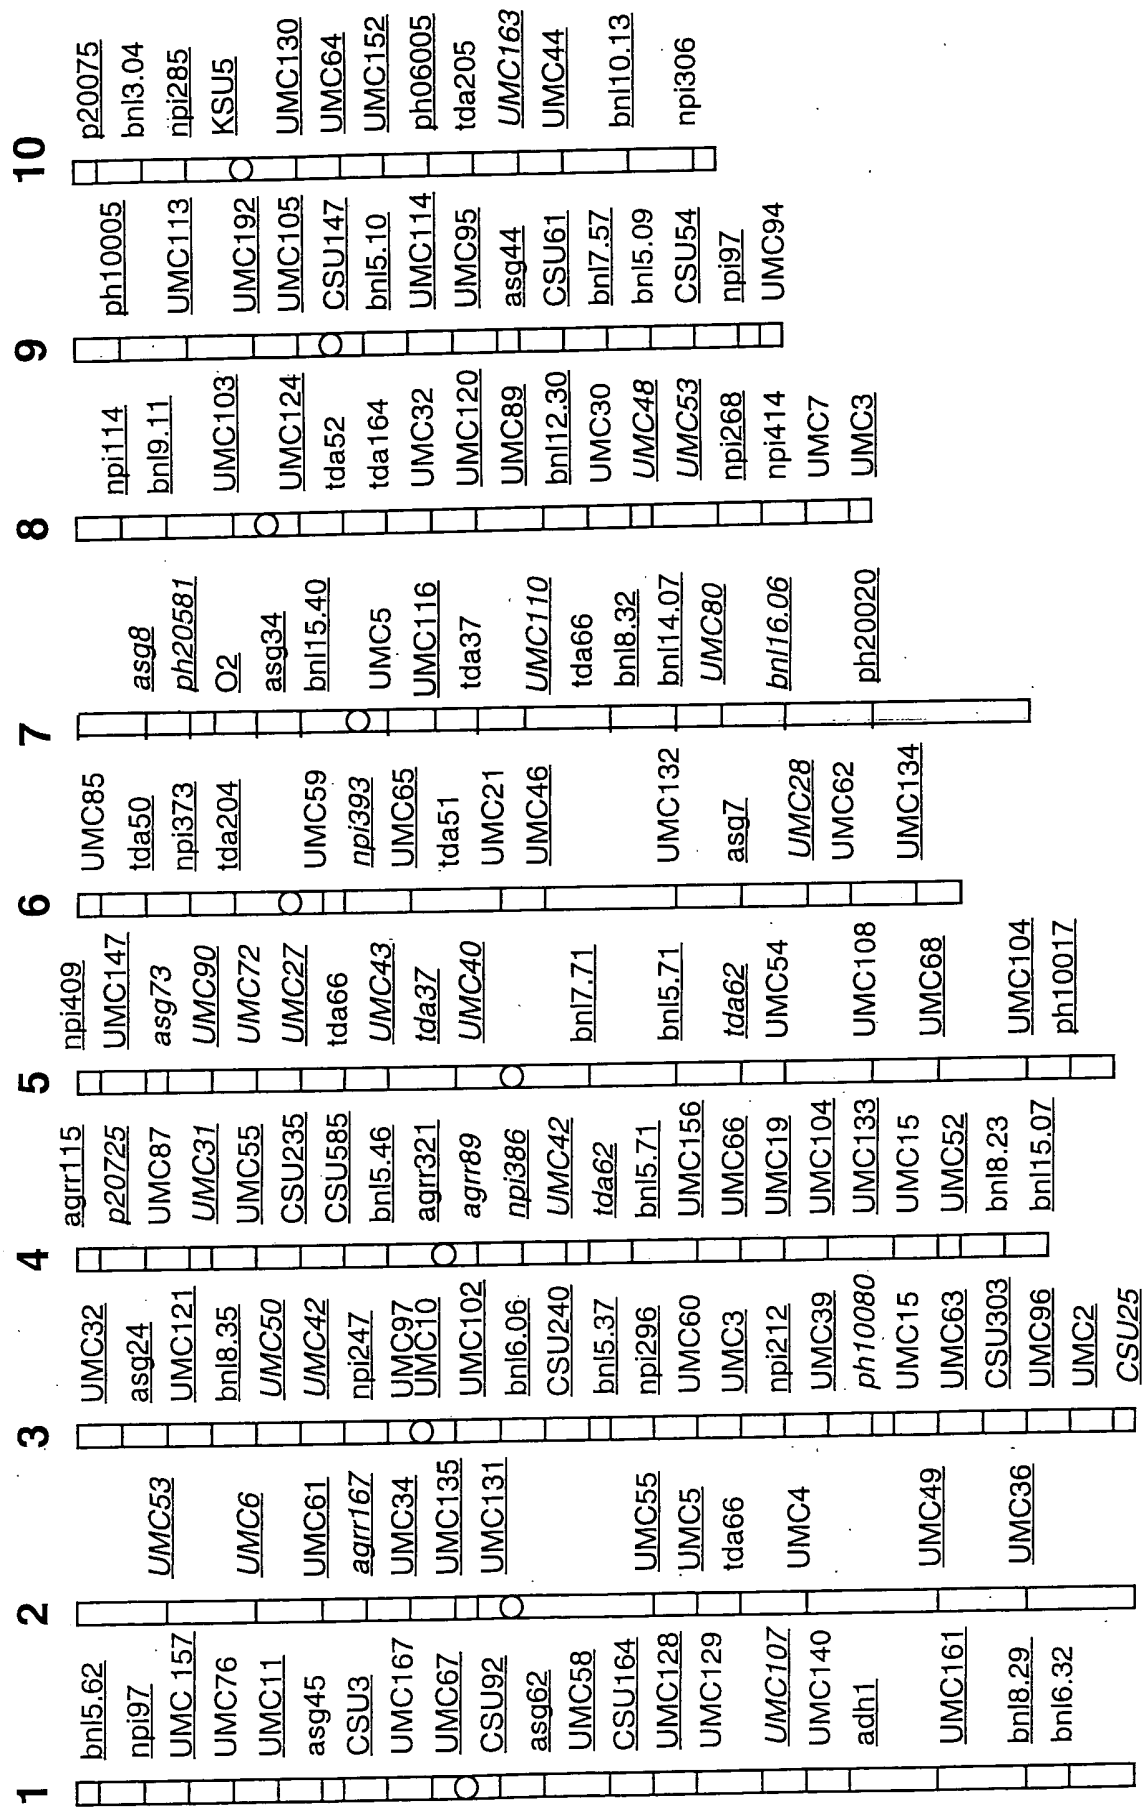 1
bnl5.62
npi97
UMC157
UMC76
UMC11
asg45
CSU3
UMC167
UMC67
CSU92
asg62
UMC58
CSU164
UMC128
UMC129
UMC107
UMC140
adh1
UMC161
bnl8.29
bnl6.32
2
UMC53
UMC6
UMC61
agrr167
UMC34
UMC135
UMC131
UMC55
UMC5
tda66
UMC4
UMC49
UMC36
3
UMC32
asg24
UMC121
bnl8.35
UMC50
UMC42
npi247
UMC97
UMC10
UMC102
bnl6.06
CSU240
bnl5.37
npi296
UMC60
UMC3
npi212
UMC39
ph10080
UMC15
UMC63
CSU303
UMC96
UMC2
CSU25
4
agrr115
p20725
UMC87
UMC31
UMC55
CSU235
CSU585
bnl5.46
agrr321
agrr89
npi386
UMC42
tda62
bnl5.71
UMC156
UMC66
UMC19
UMC104
UMC133
UMC15
UMC52
bnl8.23
bnl15.07
5
npi409
UMC147
asg73
UMC90
UMC72
UMC27
tda66
UMC43
tda37
UMC40
bnl7.71
bnl5.71
tda62
UMC54
UMC108
UMC68
UMC104
ph10017
6
UMC85
tda50
npi373
tda204
UMC59
npi393
UMC65
tda51
UMC21
UMC46
UMC132
asg7
UMC28
UMC62
UMC134
7
asg8
ph20581
O2
asg34
bnl15.40
UMC5
UMC116
tda37
UMC110
tda66
bnl8.32
bnl14.07
UMC80
bnl16.06
ph20020
8
npi114
bnl9.11
UMC103
UMC124
tda52
tda164
UMC32
UMC120
UMC89
bnl12.30
UMC30
UMC48
UMC53
npi268
npi414
UMC7
UMC3
9
ph10005
UMC113
UMC192
UMC105
CSU147
bnl5.10
UMC114
UMC95
asg44
CSU61
bnl7.57
bnl5.09
CSU54
npi97
UMC94
10
p20075
bnl3.04
npi285
KSU5
UMC130
UMC64
UMC152
ph06005
tda205
UMC163
UMC44
bnl10.13
npi306